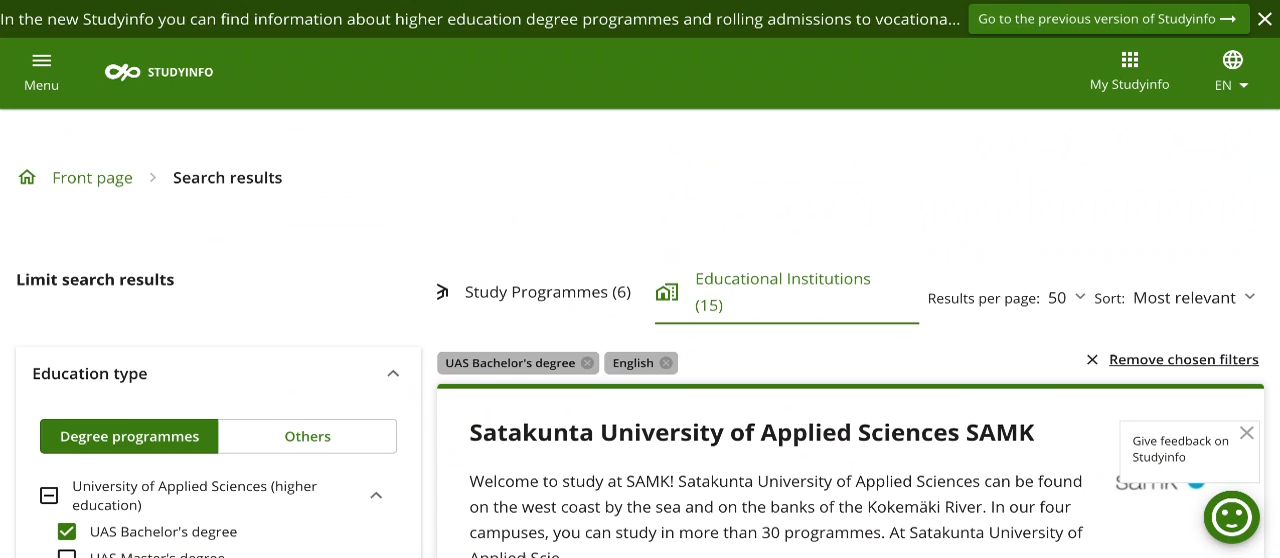 In the new Studyinfo you can find information about higher education degree programmes and rolling admissions to vocationa...
Go to the previous version of Studyinfo
Menu
STUDYINFO
My Studyinfo
EN
Front page
Search results
Limit search results
Study Programmes (6)
Educational Institutions
(15)
Results per page: 50
Sort: Most relevant
Education type
UAS Bachelor's degree
English
Remove chosen filters
Degree programmes
Others
Satakunta University of Applied Sciences SAMK
Give feedback on
Studyinfo
University of Applied Sciences (higher
education)
Welcome to study at SAMK! Satakunta University of Applied Sciences can be found
on the west coast by the sea and on the banks of the Kokemäki River. In our four
campuses, you can study in more than 30 programmes. At Satakunta University of
Applied Scie...
samk
UAS Bachelor's degree
UAS Master's degree